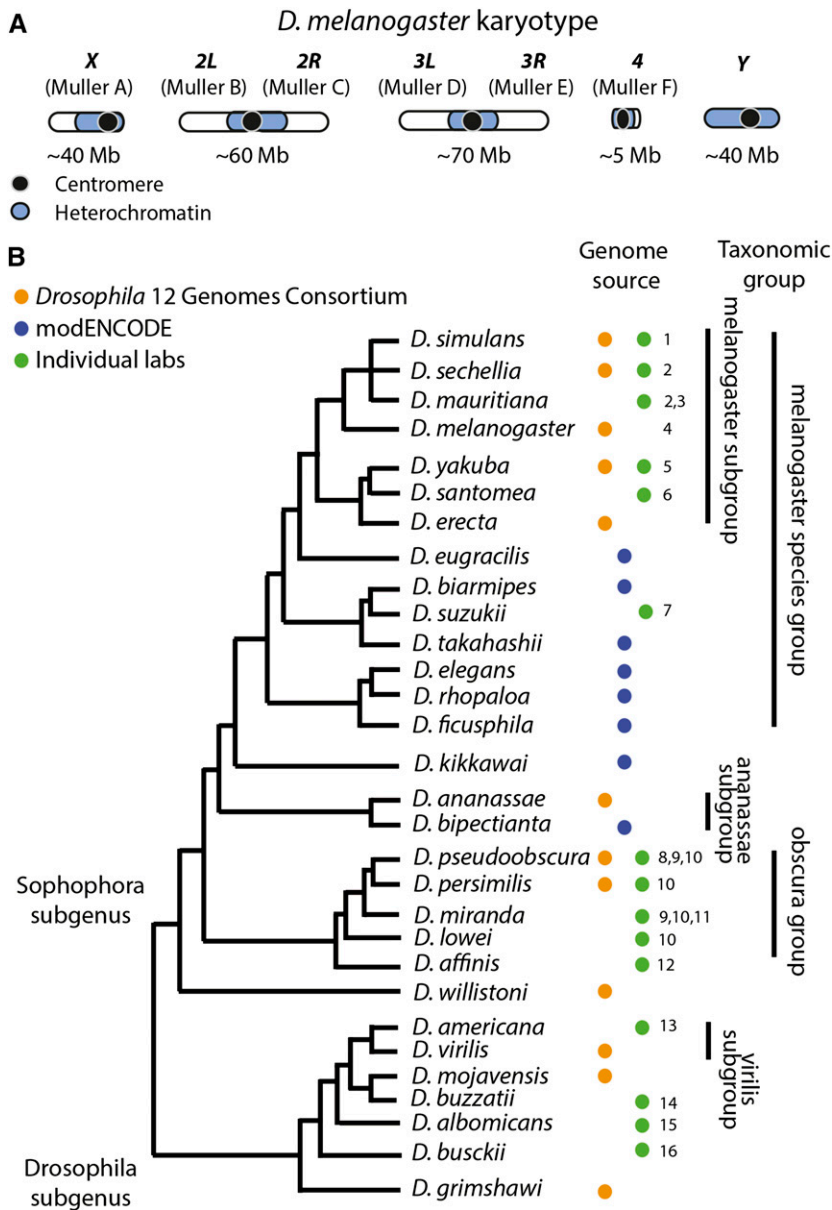 A
D. melanogaster karyotype
X 2L 2R 3L 3R 4 Y
(Muller A) (Muller B) (Muller C) (Muller D) (Muller E) (Muller F)
~40 Mb ~60 Mb ~70 Mb ~5 Mb ~40 Mb
Centromere
Heterochromatin
B
Genome source
Taxonomic group
Drosophila 12 Genomes Consortium
modENCODE
Individual labs
D. simulans 1
D. sechellia 2
D. mauritiana 2,3
D. melanogaster 4
D. yakuba 5
D. santomea 6
D. erecta
D. eugracilis
D. biarmipes
D. suzukii 7
D. takahashii
D. elegans
D. rhopaloa
D. ficusphila
D. kikkawai
D. ananassae
D. bipectianta
D. pseudoobscura 8,9,10
D. persimilis 10
D. miranda 9,10,11
D. lowei 10
D. affinis 12
D. willistoni
D. americana 13
D. virilis
D. mojavensis
D. buzzatii 14
D. albomicans 15
D. busckii 16
D. grimshawi
Sophophora
subgenus
Drosophila
subgenus
melanogaster subgroup
melanogaster species group
ananassae
subgroup
obscura group
virilis
subgroup